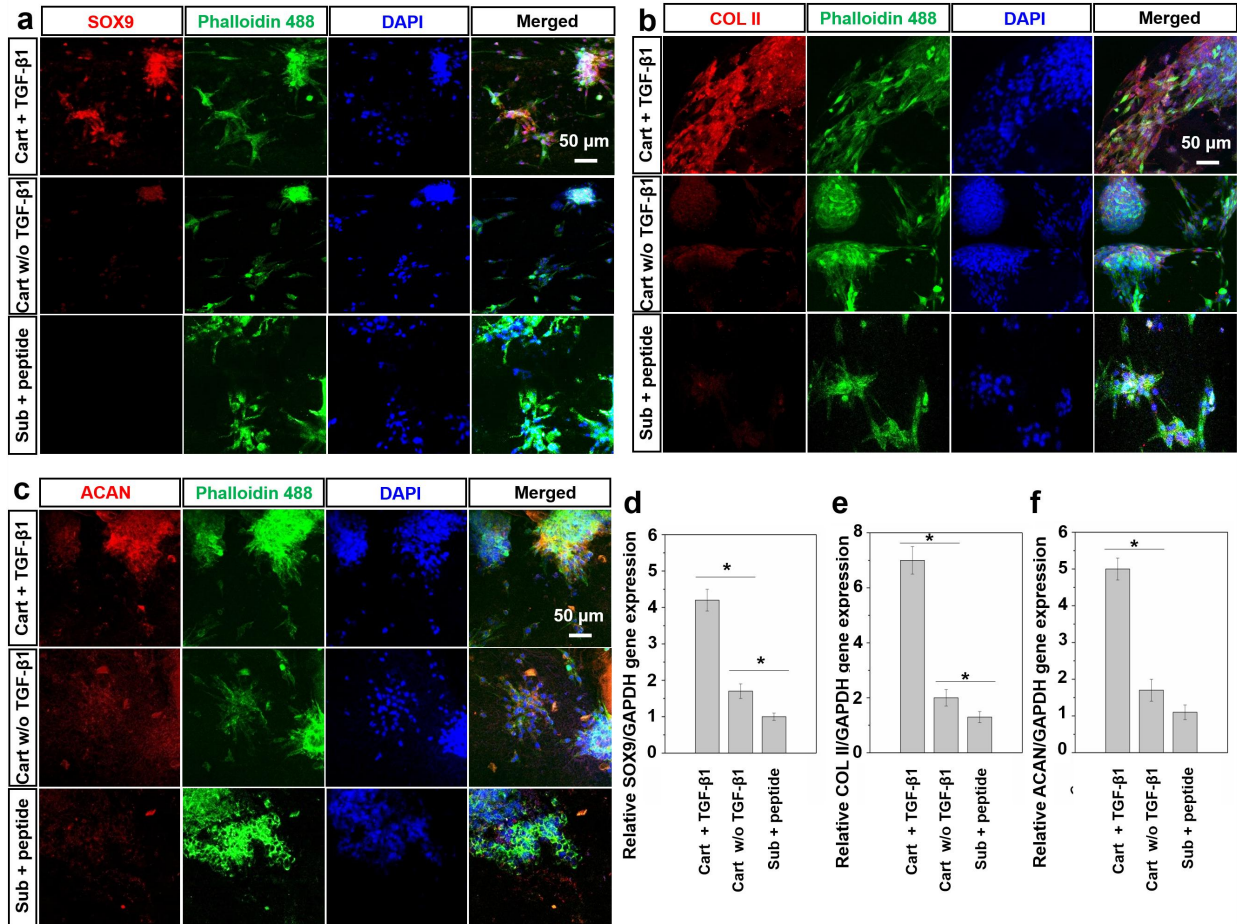 a
SOX9 Phalloidin 488 DAPI Merged
Cart + TGF-β1
50 µm
Cart w/o TGF-β1
Sub + peptide
b
COL II Phalloidin 488 DAPI Merged
Cart + TGF-β1
50 µm
Cart w/o TGF-β1
Sub + peptide
c
ACAN Phalloidin 488 DAPI Merged
Cart + TGF-β1
50 µm
Cart w/o TGF-β1
Sub + peptide
d
Relative SOX9/GAPDH gene expression
6
5
4
3
2
1
0
*
*
Cart + TGF-β1
Cart w/o TGF-β1
Sub + peptide
e
Relative COL II/GAPDH gene expression
8
6
4
2
0
*
*
Cart + TGF-β1
Cart w/o TGF-β1
Sub + peptide
f
Relative ACAN/GAPDH gene expression
6
5
4
3
2
1
0
*
Cart + TGF-β1
Cart w/o TGF-β1
Sub + peptide